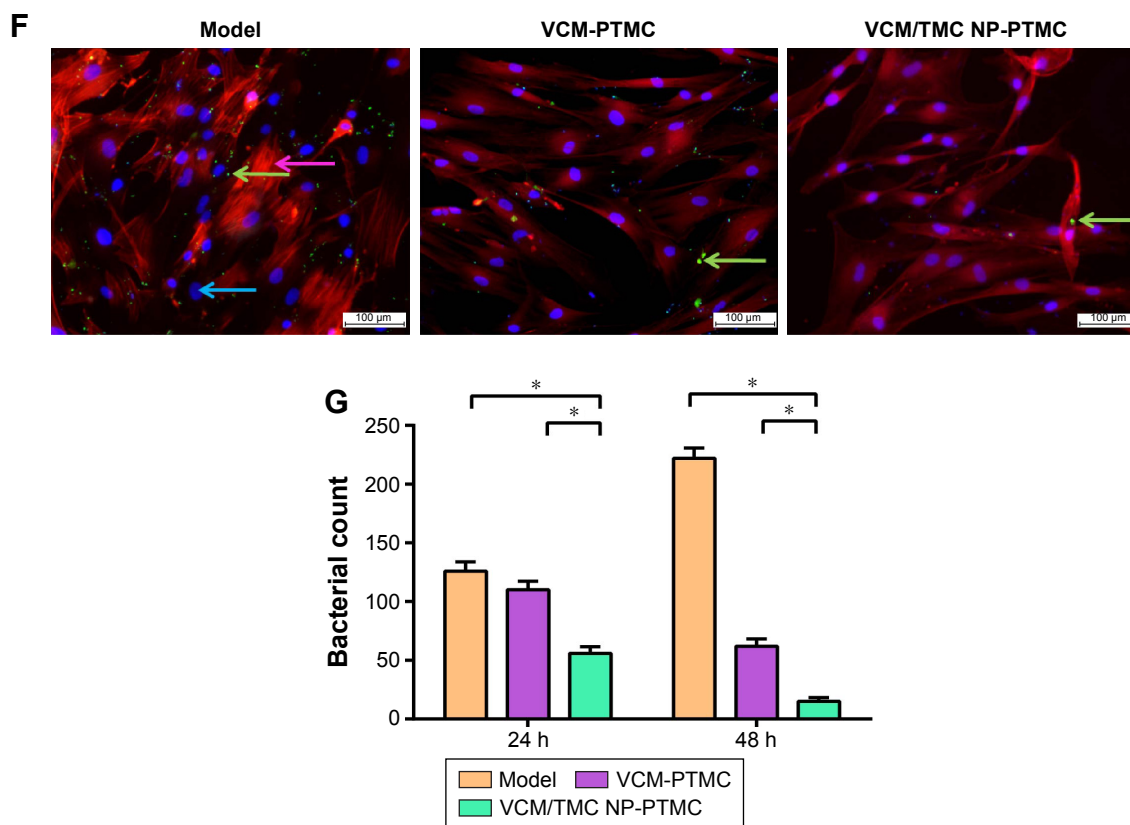 F
Model
VCM-PTMC
VCM/TMC NP-PTMC
100 µm
100 µm
100 µm
G
Bacterial count
250
200
150
100
50
0
*
*
*
*
24 h
48 h
Model
VCM-PTMC
VCM/TMC NP-PTMC